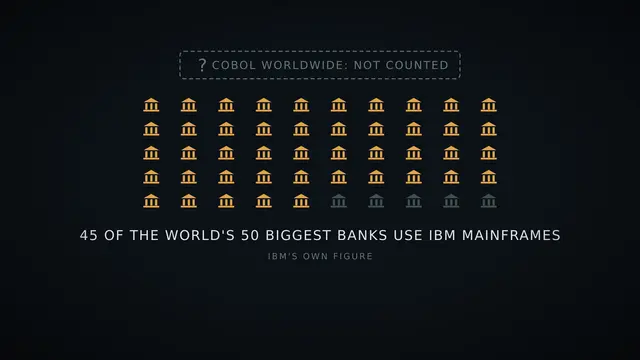 ? COBOL WORLDWIDE: NOT COUNTED
45 OF THE WORLD'S 50 BIGGEST BANKS USE IBM MAINFRAMES
IBM'S OWN FIGURE